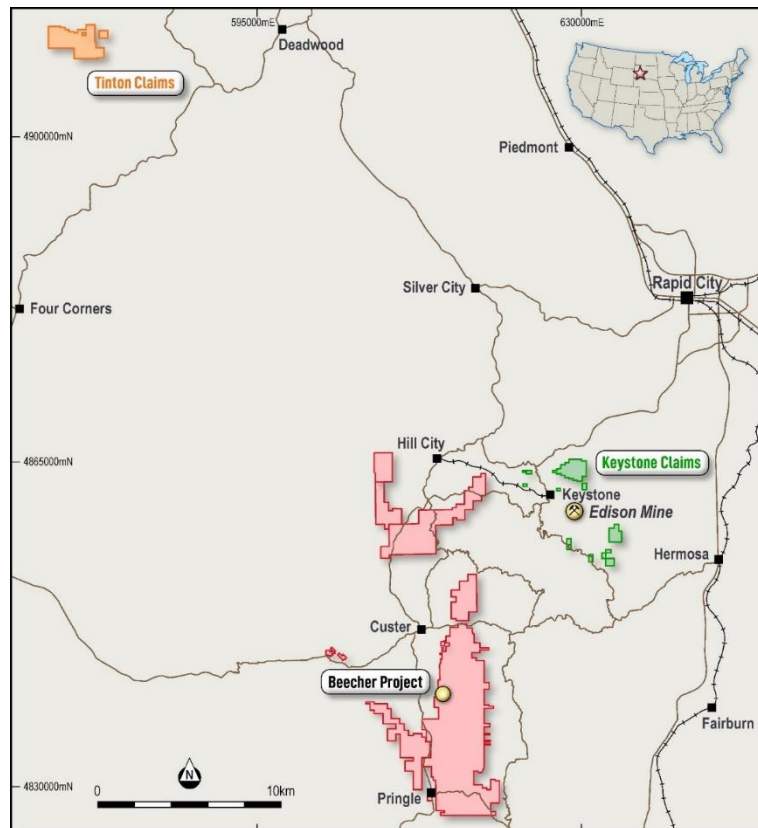 595000mE
630000mE
Deadwood
Tinton Claims
4900000mN
Piedmont
Silver City
Rapid City
Four Corners
4865000mN
Hill City
Keystone Claims
Keystone
Edison Mine
Hermosa
Custer
Beecher Project
Fairburn
N
4830000mN
0
10km
Pringle